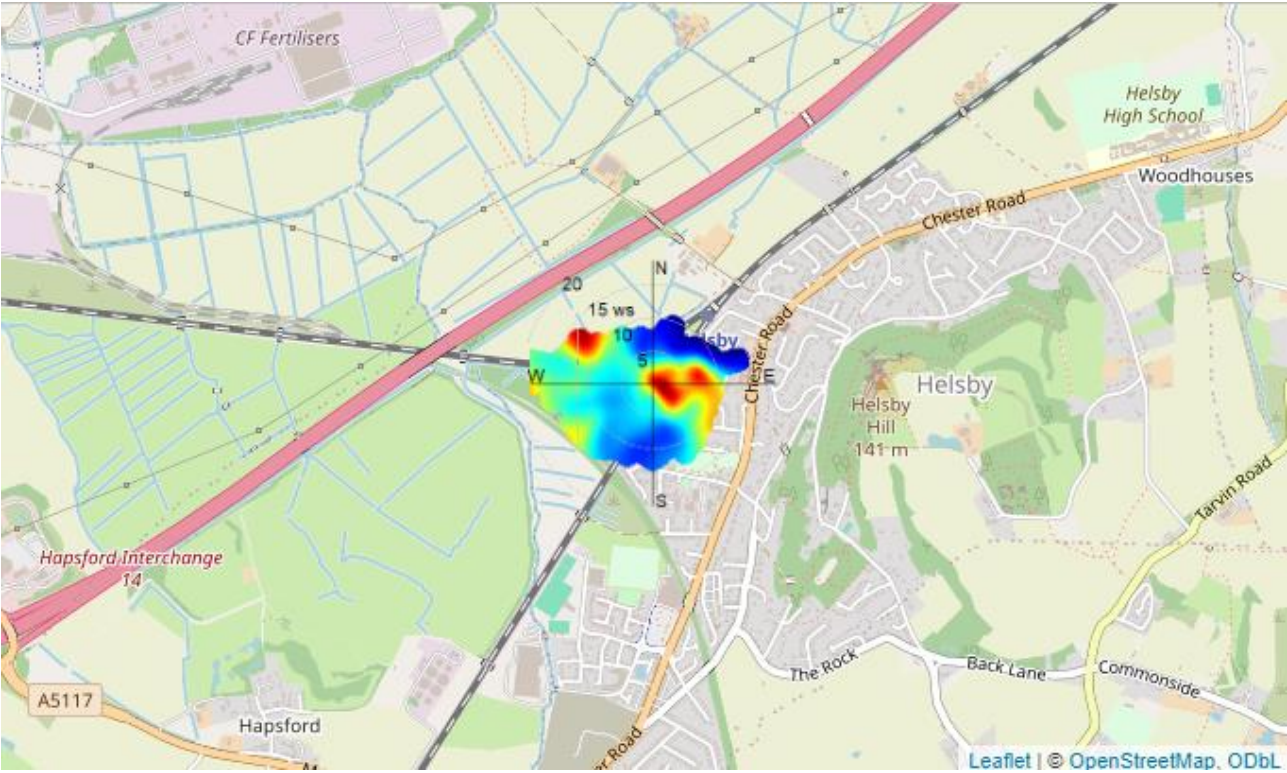 CF Fertilisers
Helsby
High School
Woodhouses
Chester Road
N
20
15 ws
10
5
W
E
Chester Road
Helsby
Helsby
Hill
141 m
S
Tarvin Road
Hapsford Interchange
14
The Rock
Back Lane
Commonside
A5117
Hapsford
er Road
Leaflet | © OpenStreetMap, ODbL